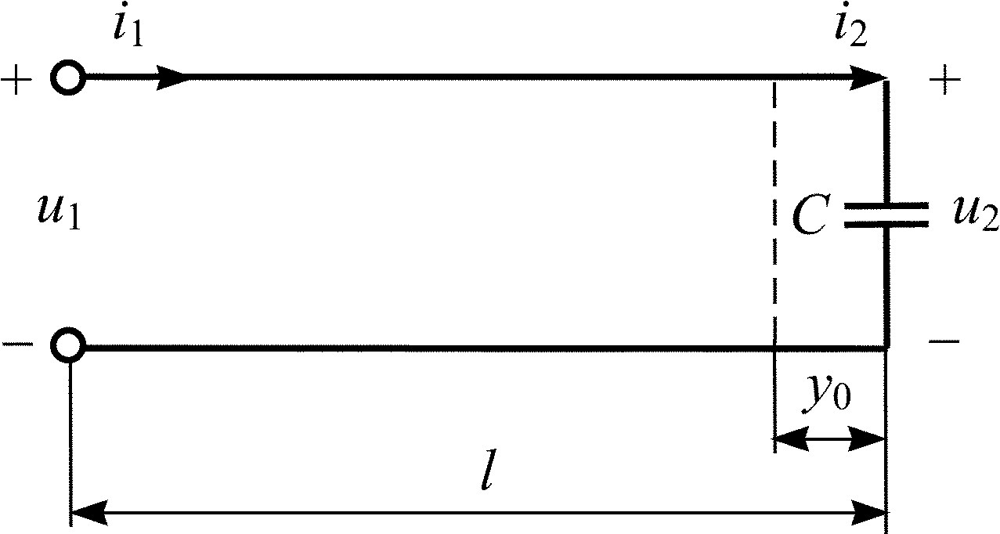 i₁ i₂
+ +
u₁ C u₂
− −
y₀
l